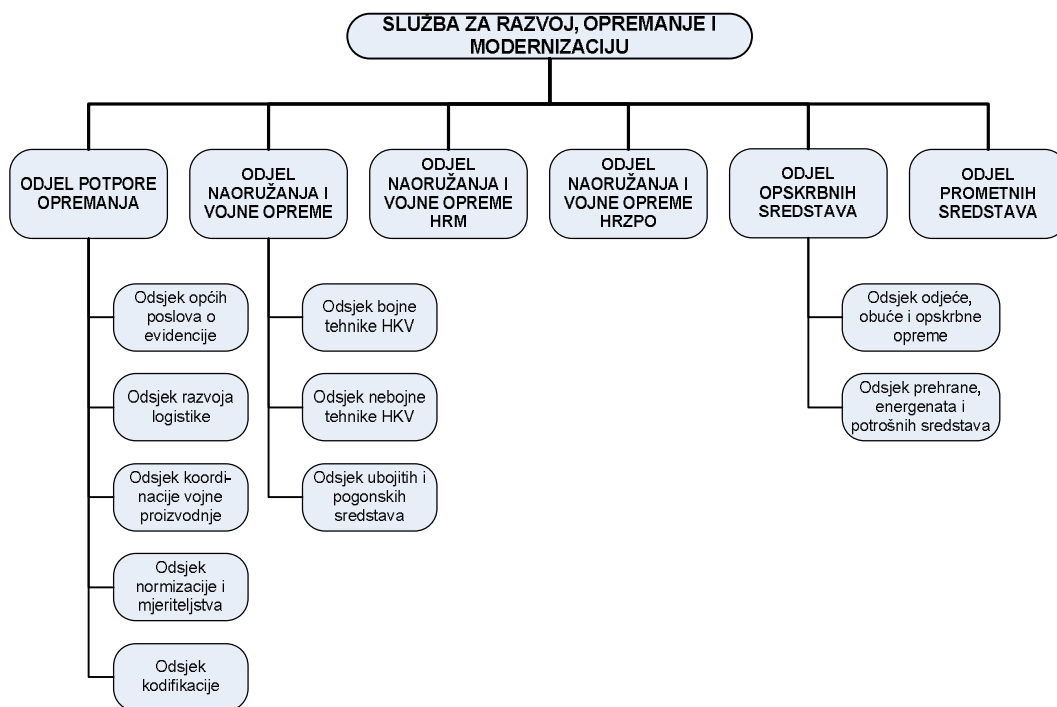 SLUŽBA ZA RAZVOJ, OPREMANJE I
MODERNIZACIJU
ODJEL POTPORE
OPREMANJA
ODJEL
NAORUŽANJA I
VOJNE OPREME
ODJEL
NAORUŽANJA I
VOJNE OPREME
HRM
ODJEL
NAORUŽANJA I
VOJNE OPREME
HRZPO
ODJEL
OPSKRBNIH
SREDSTAVA
ODJEL
PROMETNIH
SREDSTAVA
Odsjek općih
poslova o
evidencije
Odsjek razvoja
logistike
Odsjek koordi-
nacije vojne
proizvodnje
Odsjek
normizacije i
mjeriteljstva
Odsjek
kodifikacije
Odsjek bojne
tehnike HKV
Odsjek nebojne
tehnike HKV
Odsjek ubojitih i
pogonskih
sredstava
Odsjek odjeće,
obuće i opskrbne
opreme
Odsjek prehrane,
energenata i
potrošnih sredstava